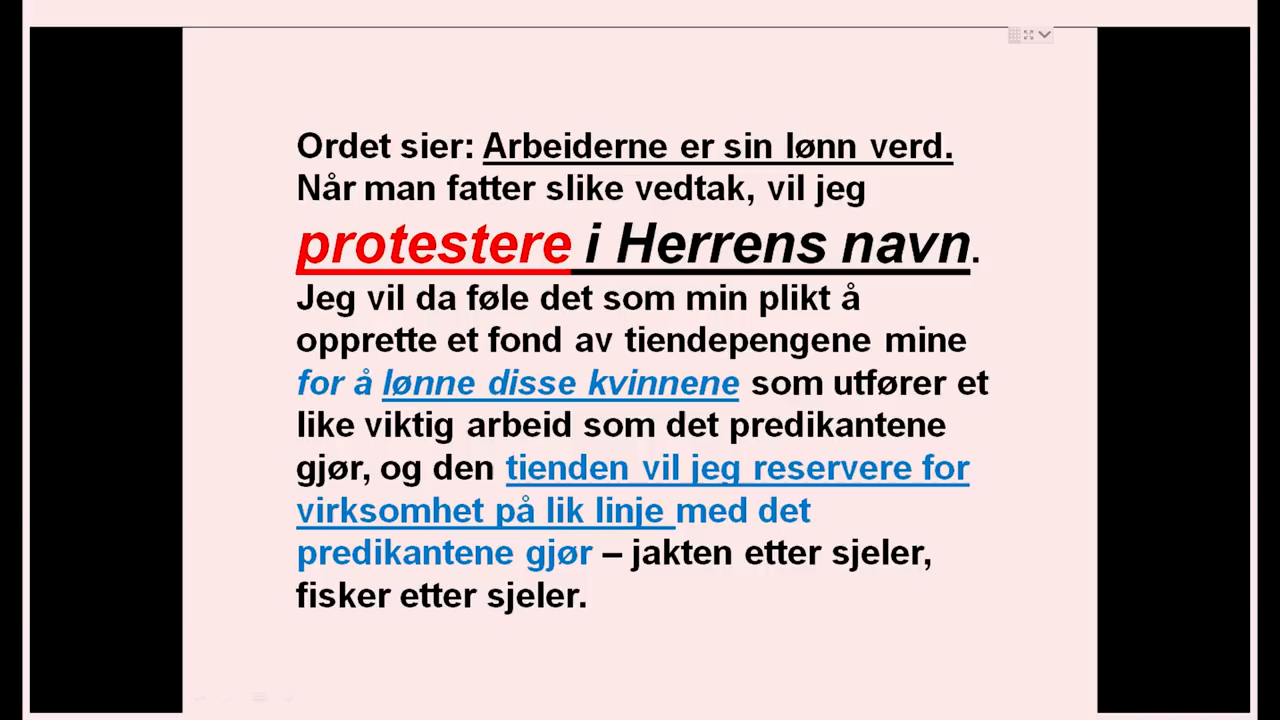 Ordet sier: Arbeiderne er sin lønn verd.
Når man fatter slike vedtak, vil jeg
protestere i Herrens navn.
Jeg vil da føle det som min plikt å
opprette et fond av tiendepengene mine
for å lønne disse kvinnene som utfører et
like viktig arbeid som det predikantene
gjør, og den tienden vil jeg reservere for
virksomhet på lik linje med det
predikantene gjør – jakten etter sjeler,
fisker etter sjeler.